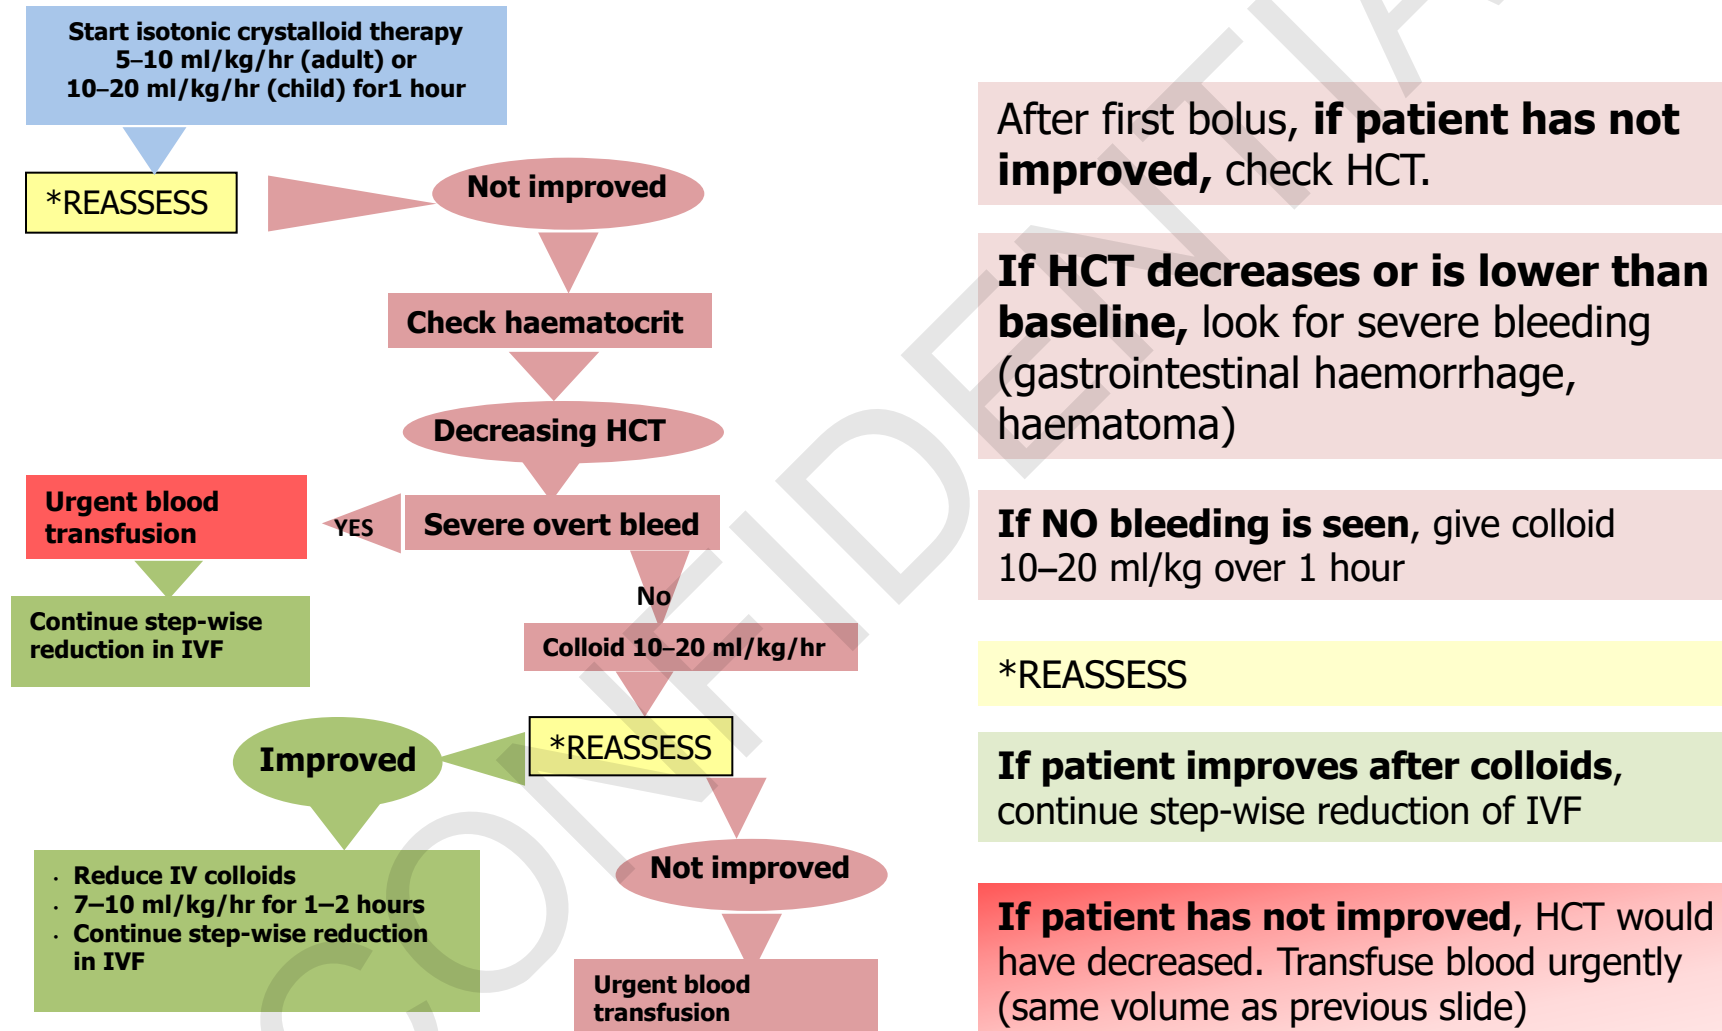 Start isotonic crystalloid therapy
5–10 ml/kg/hr (adult) or
10–20 ml/kg/hr (child) for1 hour
*REASSESS
Not improved
Check haematocrit
Decreasing HCT
Severe overt bleed
YES
Urgent blood
transfusion
Continue step-wise
reduction in IVF
No
Colloid 10–20 ml/kg/hr
*REASSESS
Improved
· Reduce IV colloids
· 7–10 ml/kg/hr for 1–2 hours
· Continue step-wise reduction
in IVF
Not improved
Urgent blood
transfusion
After first bolus, if patient has not
improved, check HCT.
If HCT decreases or is lower than
baseline, look for severe bleeding
(gastrointestinal haemorrhage,
haematoma)
If NO bleeding is seen, give colloid
10–20 ml/kg over 1 hour
*REASSESS
If patient improves after colloids,
continue step-wise reduction of IVF
If patient has not improved, HCT would
have decreased. Transfuse blood urgently
(same volume as previous slide)
CONFIDENTIA